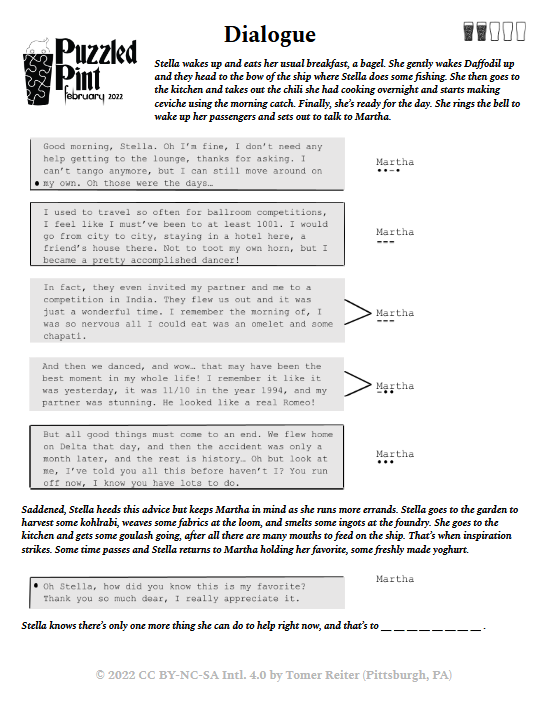 Dialogue
Puzzled
Pint
february 2022
Stella wakes up and eats her usual breakfast, a bagel. She gently wakes Daffodil up
and they head to the bow of the ship where Stella does some fishing. She then goes to
the kitchen and takes out the chili she had cooking overnight and starts making
ceviche using the morning catch. Finally, she's ready for the day. She rings the bell to
wake up her passengers and sets out to talk to Martha.
Good morning, Stella. Oh I'm fine, I don't need any
help getting to the lounge, thanks for asking. I
can't tango anymore, but I can still move around on
my own. Oh those were the days…
Martha
I used to travel so often for ballroom competitions,
I feel like I must've been to at least 1001. I would
go from city to city, staying in a hotel here, a
friend's house there. Not to toot my own horn, but I
became a pretty accomplished dancer!
Martha
In fact, they even invited my partner and me to a
competition in India. They flew us out and it was
just a wonderful time. I remember the morning of, I
was so nervous all I could eat was an omelet and some
chapati.
Martha
And then we danced, and wow… that may have been the
best moment in my whole life! I remember it like it
was yesterday, it was 11/10 in the year 1994, and my
partner was stunning. He looked like a real Romeo!
Martha
But all good things must come to an end. We flew home
on Delta that day, and then the accident was only a
month later, and the rest is history… Oh but look at
me, I've told you all this before haven't I? You run
off now, I know you have lots to do.
Martha
Saddened, Stella heeds this advice but keeps Martha in mind as she runs more errands. Stella goes to the garden to
harvest some kohlrabi, weaves some fabrics at the loom, and smelts some ingots at the foundry. She goes to the
kitchen and gets some goulash going, after all there are many mouths to feed on the ship. That's when inspiration
strikes. Some time passes and Stella returns to Martha holding her favorite, some freshly made yoghurt.
Oh Stella, how did you know this is my favorite?
Thank you so much dear, I really appreciate it.
Martha
Stella knows there's only one more thing she can do to help right now, and that's to __ __ __ __ __ __ __ __ .
© 2022 CC BY-NC-SA Intl. 4.0 by Tomer Reiter (Pittsburgh, PA)